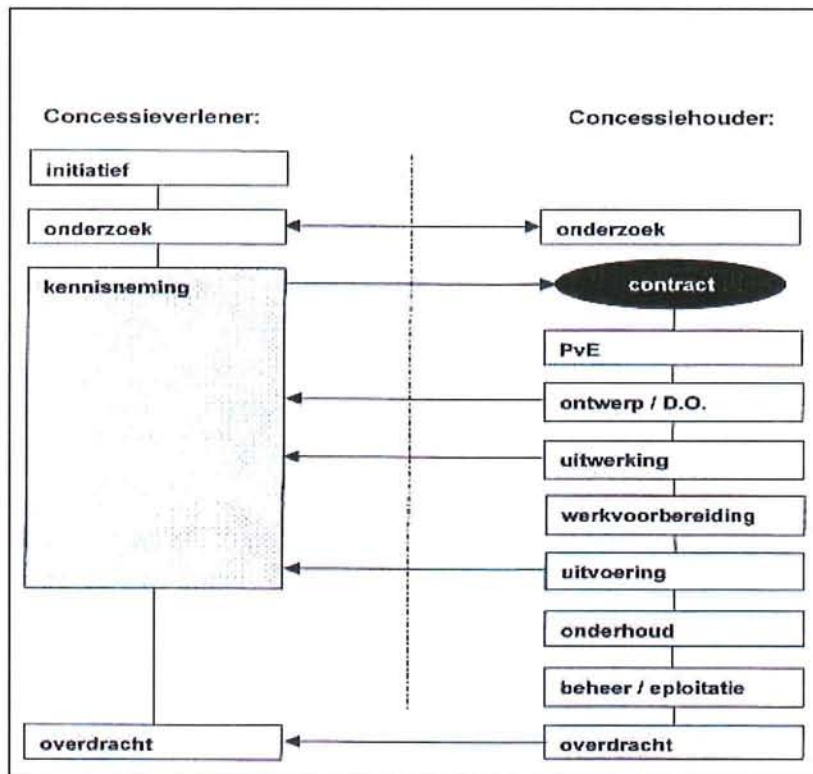 Concessieverlener:
Concessiehouder:
initiatief
onderzoek
onderzoek
kennisneming
contract
PvE
ontwerp / D.O.
uitwerking
werkvoorbereiding
uitvoering
onderhoud
beheer / eploitatie
overdracht
overdracht